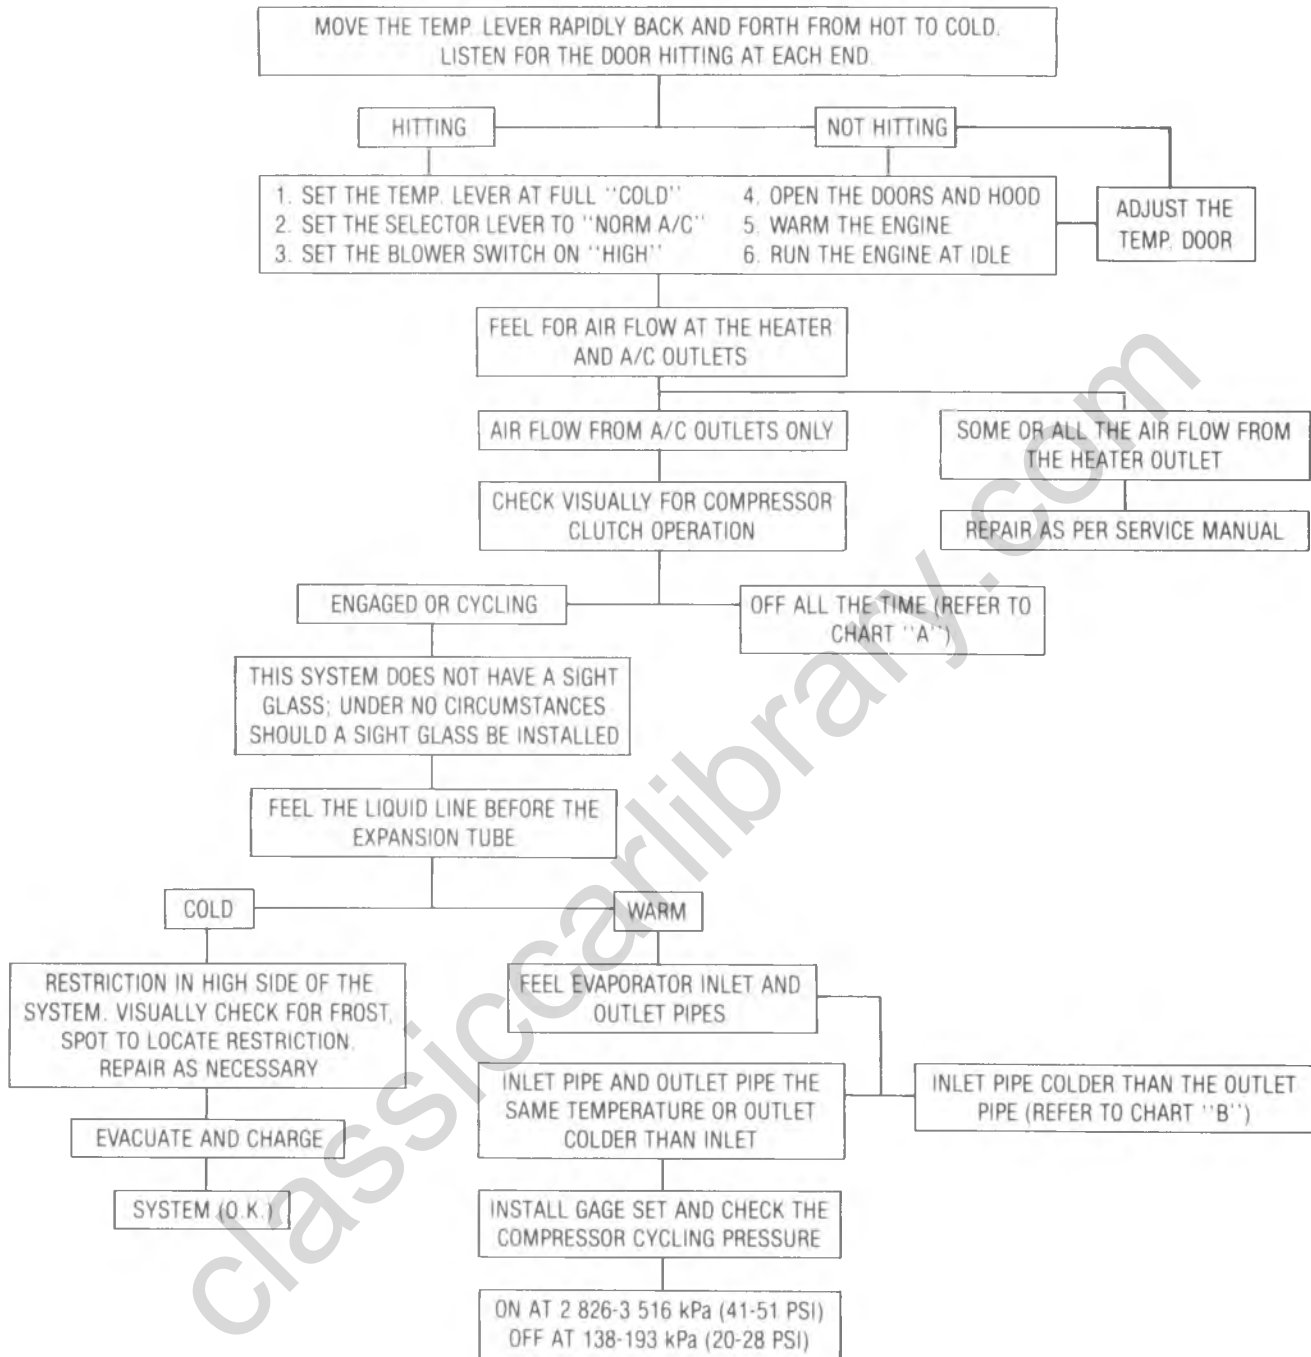 MOVE THE TEMP. LEVER RAPIDLY BACK AND FORTH FROM HOT TO COLD.
LISTEN FOR THE DOOR HITTING AT EACH END.
HITTING
NOT HITTING
1. SET THE TEMP. LEVER AT FULL "COLD"
2. SET THE SELECTOR LEVER TO "NORM A/C"
3. SET THE BLOWER SWITCH ON "HIGH"
4. OPEN THE DOORS AND HOOD
5. WARM THE ENGINE
6. RUN THE ENGINE AT IDLE
ADJUST THE
TEMP. DOOR
FEEL FOR AIR FLOW AT THE HEATER
AND A/C OUTLETS
AIR FLOW FROM A/C OUTLETS ONLY
SOME OR ALL THE AIR FLOW FROM
THE HEATER OUTLET
CHECK VISUALLY FOR COMPRESSOR
CLUTCH OPERATION
REPAIR AS PER SERVICE MANUAL
ENGAGED OR CYCLING
OFF ALL THE TIME (REFER TO
CHART "A")
THIS SYSTEM DOES NOT HAVE A SIGHT
GLASS; UNDER NO CIRCUMSTANCES
SHOULD A SIGHT GLASS BE INSTALLED
FEEL THE LIQUID LINE BEFORE THE
EXPANSION TUBE
COLD
WARM
RESTRICTION IN HIGH SIDE OF THE
SYSTEM. VISUALLY CHECK FOR FROST,
SPOT TO LOCATE RESTRICTION.
REPAIR AS NECESSARY
FEEL EVAPORATOR INLET AND
OUTLET PIPES
INLET PIPE AND OUTLET PIPE THE
SAME TEMPERATURE OR OUTLET
COLDER THAN INLET
INLET PIPE COLDER THAN THE OUTLET
PIPE (REFER TO CHART "B")
EVACUATE AND CHARGE
SYSTEM (O.K.)
INSTALL GAGE SET AND CHECK THE
COMPRESSOR CYCLING PRESSURE
ON AT 2 826-3 516 kPa (41-51 PSI)
OFF AT 138-193 kPa (20-28 PSI)
classiccarlibrary.com